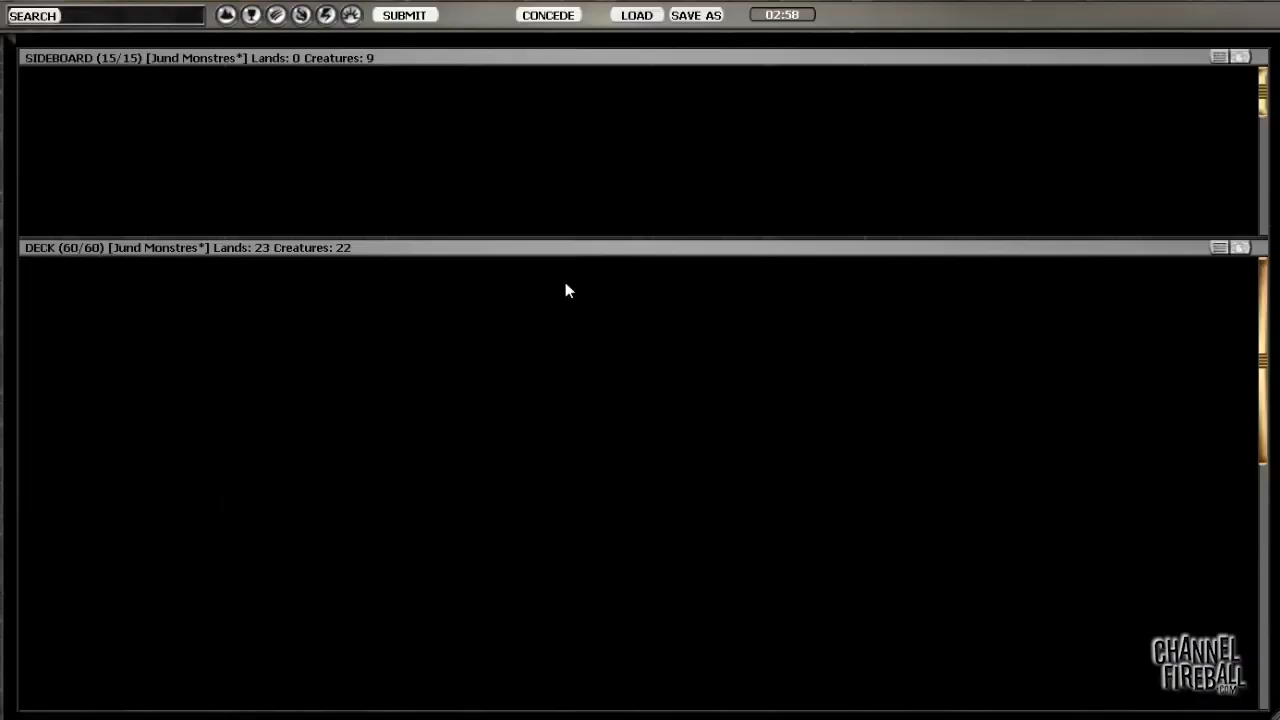 SEARCH SUBMIT CONCEDE LOAD SAVE AS 02:58
SIDEBOARD (15/15) [Jund Monstres*] Lands: 0 Creatures: 9
DECK (60/60) [Jund Monstres*] Lands: 23 Creatures: 22
CHANNEL
FIREBALL
.COM